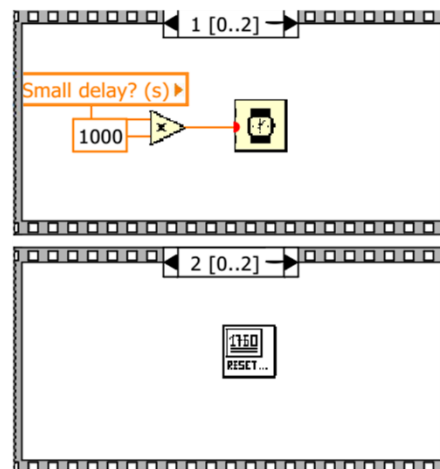 1 [0..2]
Small delay? (s)
1000
2 [0..2]
1760
RESET...